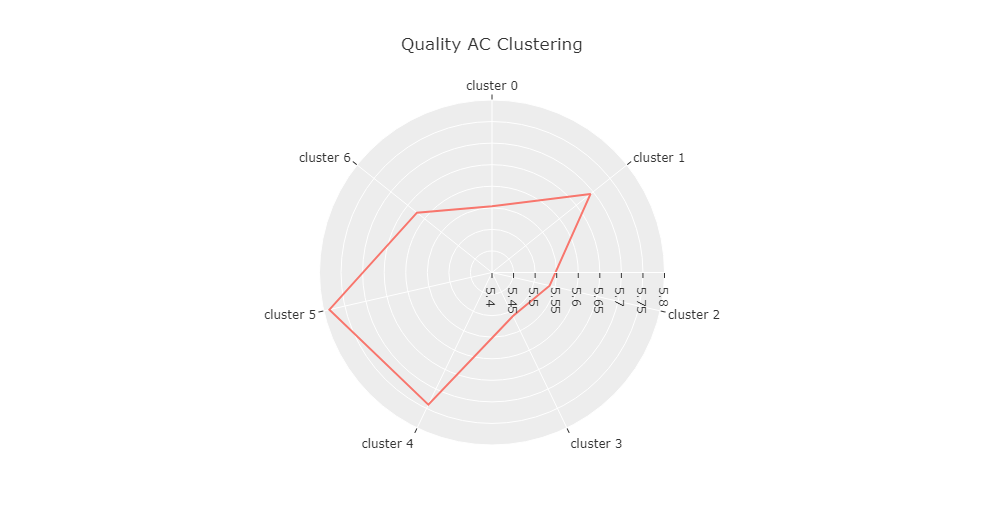 Quality AC Clustering
cluster 0
cluster 1
cluster 2
cluster 3
cluster 4
cluster 5
cluster 6
5.4
5.45
5.5
5.55
5.6
5.65
5.7
5.75
5.8